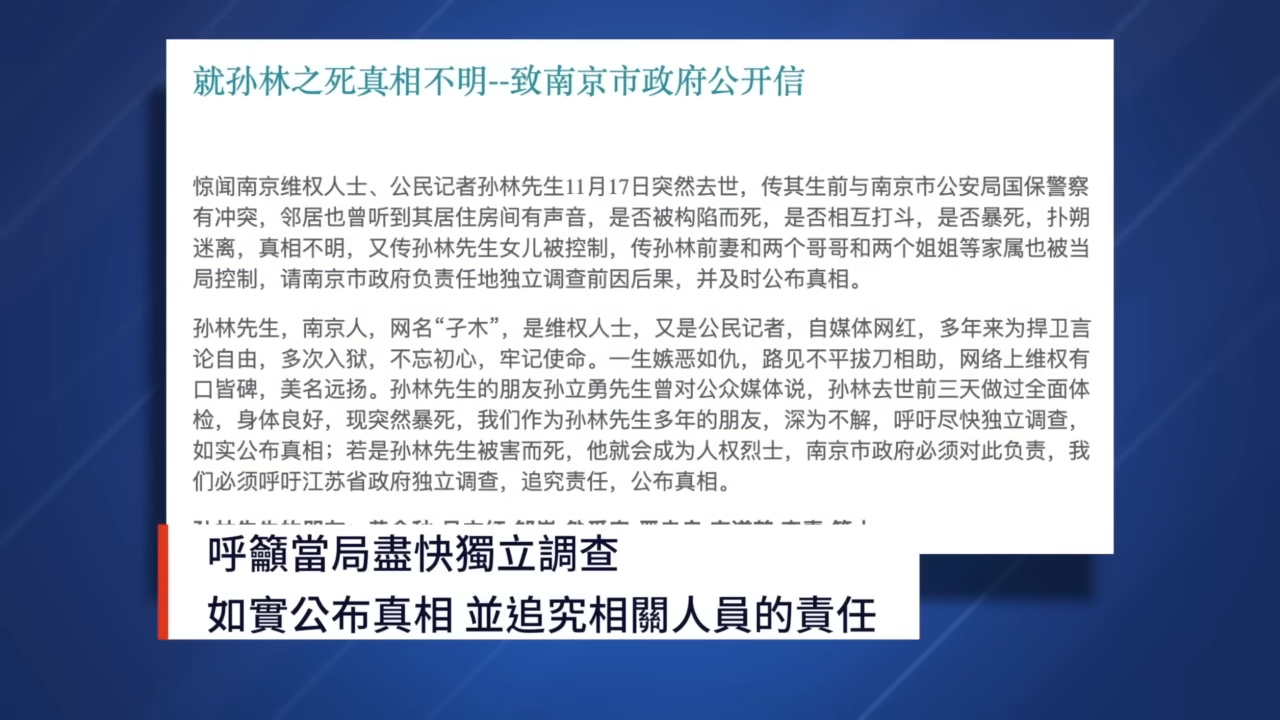 就孙林之死真相不明--致南京市政府公开信
惊闻南京维权人士、公民记者孙林先生11月17日突然去世，传其生前与南京市公安局国保警察
有冲突，邻居也曾听到其居住房间有声音，是否被构陷而死，是否相互打斗，是否暴死，扑朔
迷离，真相不明，又传孙林先生女儿被控制，传孙林前妻和两个哥哥和两个姐姐等家属也被当
局控制，请南京市政府负责任地独立调查前因后果，并及时公布真相。
孙林先生，南京人，网名“孑木”，是维权人士，又是公民记者，自媒体网红，多年来为捍卫言
论自由，多次入狱，不忘初心，牢记使命。一生嫉恶如仇，路见不平拔刀相助，网络上维权有
口皆碑，美名远扬。孙林先生的朋友孙立勇先生曾对公众媒体说，孙林去世前三天做过全面体
检，身体良好，现突然暴死，我们作为孙林先生多年的朋友，深为不解，呼吁尽快独立调查，
如实公布真相；若是孙林先生被害而死，他就会成为人权烈士，南京市政府必须对此负责，我
们必须呼吁江苏省政府独立调查，追究责任，公布真相。
呼籲當局盡快獨立調查
如實公布真相 並追究相關人員的責任